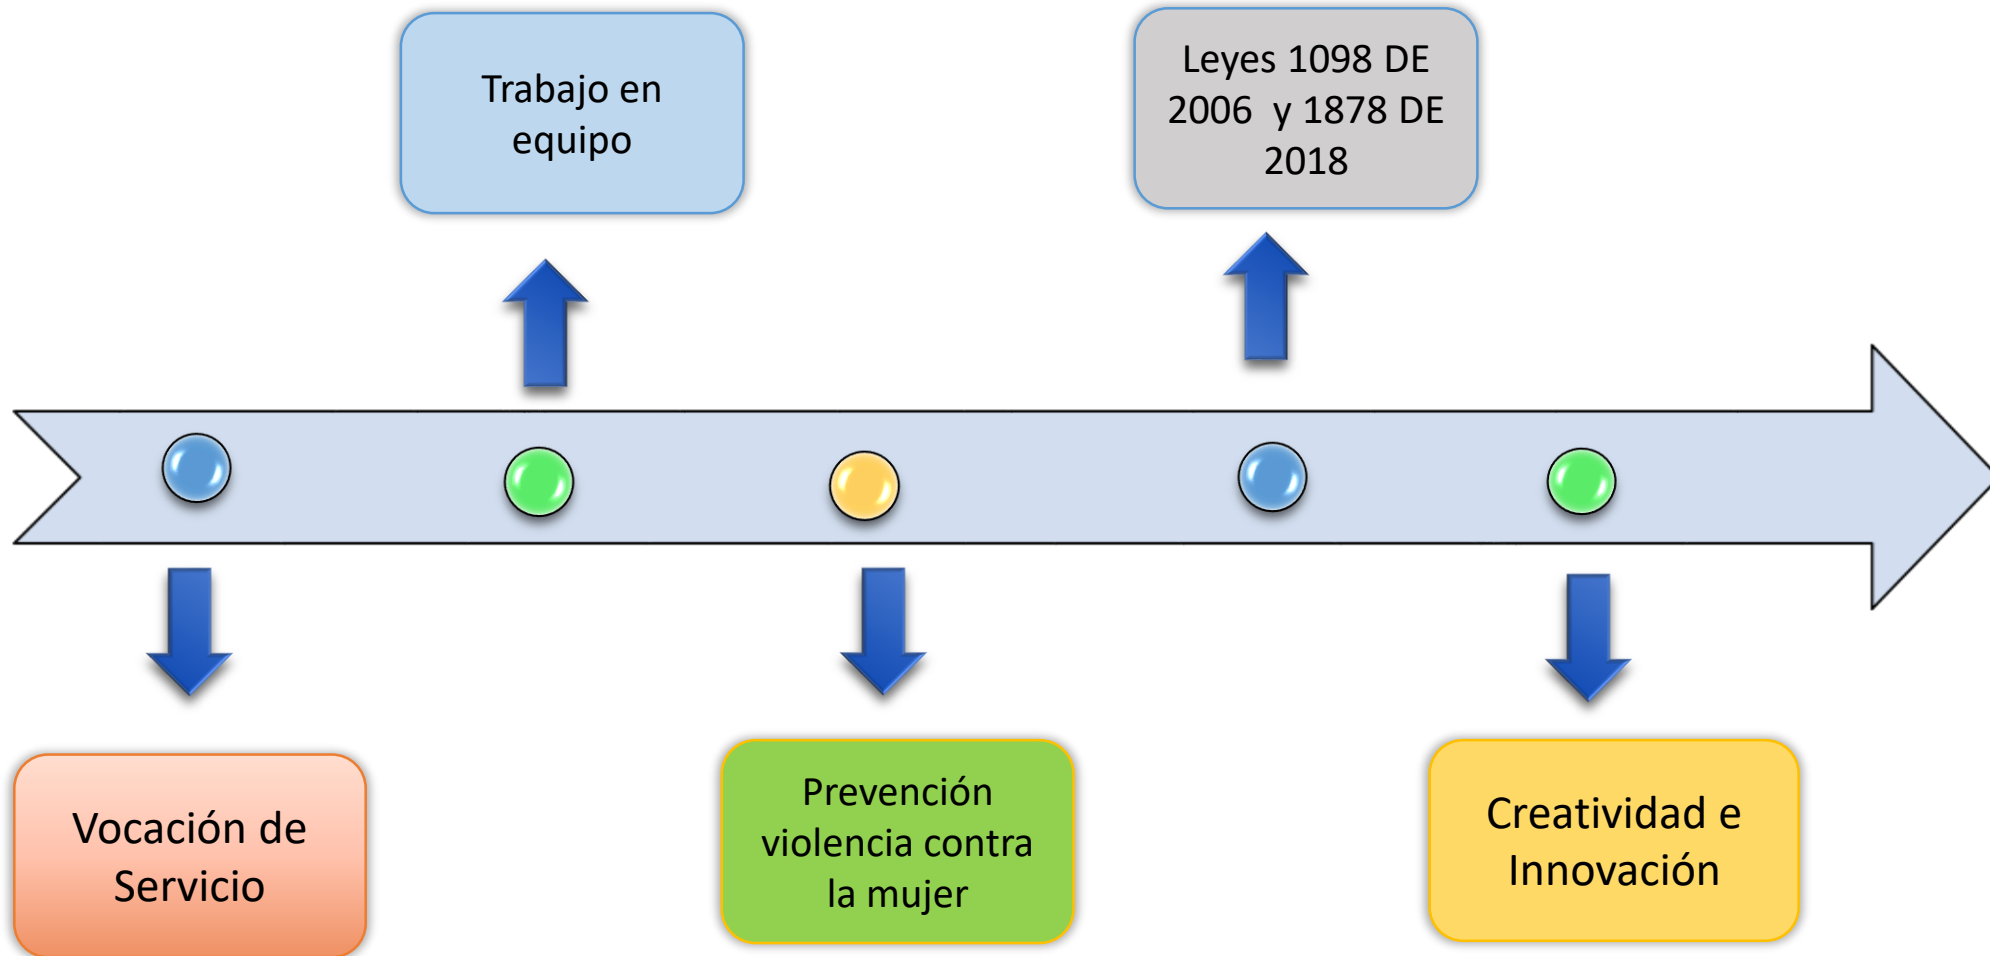 Trabajo en
equipo
Leyes 1098 DE
2006 y 1878 DE
2018
Vocación de
Servicio
Prevención
violencia contra
la mujer
Creatividad e
Innovación